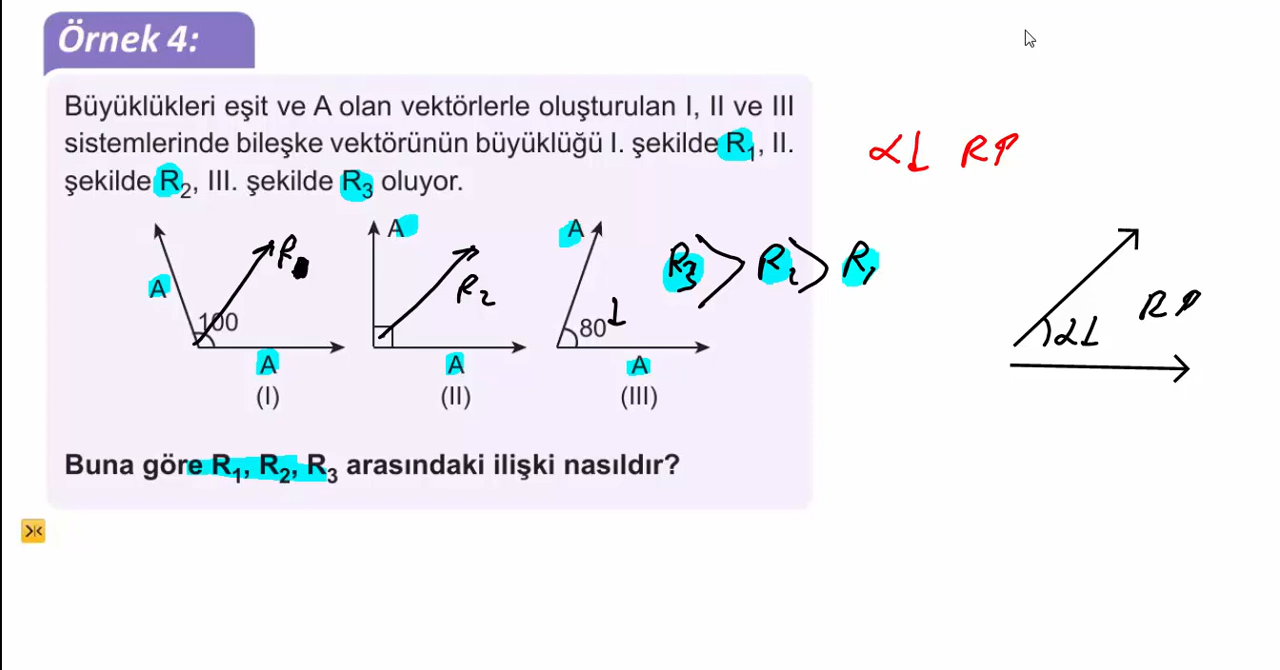 Örnek 4:
Büyüklükleri eşit ve A olan vektörlerle oluşturulan I, II ve III
sistemlerinde bileşke vektörünün büyüklüğü I. şekilde R₁, II.
şekilde R₂, III. şekilde R₃ oluyor.
α↓ R↑
A
100
R
A
(I)
A
R₂
A
(II)
A
80↓
A
(III)
R₃ > R₂ > R₁
α↓
R↑
Buna göre R₁, R₂, R₃ arasındaki ilişki nasıldır?